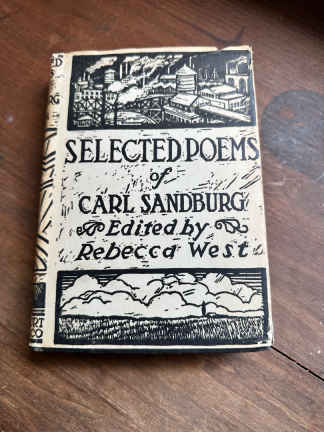 SELECTED POEMS
of
CARL SANDBURG
Edited by
Rebecca West